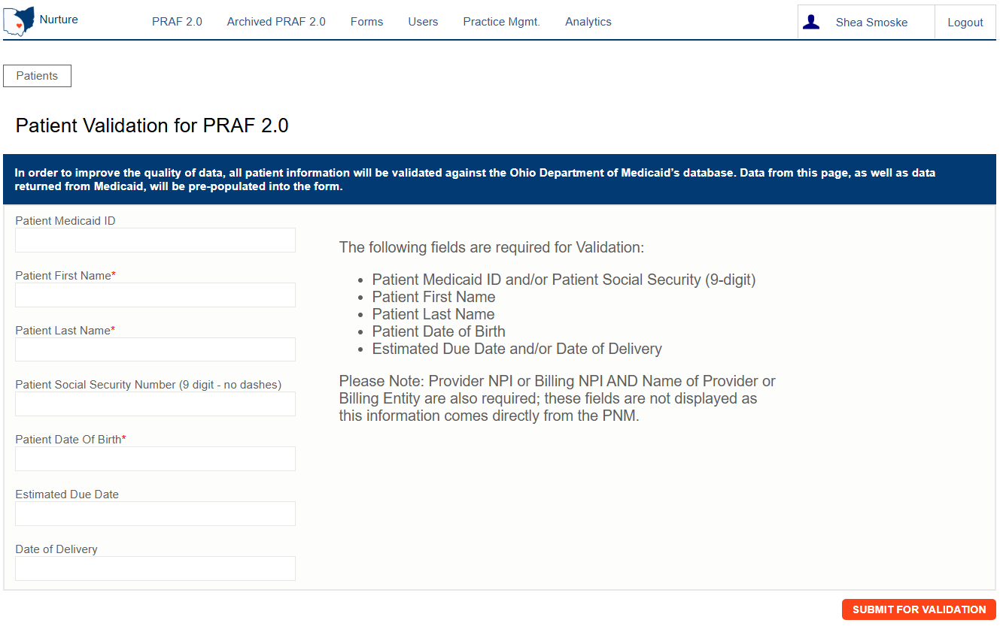 Nurture
PRAF 2.0
Archived PRAF 2.0
Forms
Users
Practice Mgmt.
Analytics
Shea Smoske
Logout
Patients
Patient Validation for PRAF 2.0
In order to improve the quality of data, all patient information will be validated against the Ohio Department of Medicaid’s database. Data from this page, as well as data
returned from Medicaid, will be pre-populated into the form.
Patient Medicaid ID
Patient First Name*
Patient Last Name*
Patient Social Security Number (9 digit - no dashes)
Patient Date Of Birth*
Estimated Due Date
Date of Delivery
The following fields are required for Validation:
• Patient Medicaid ID and/or Patient Social Security (9-digit)
• Patient First Name
• Patient Last Name
• Patient Date of Birth
• Estimated Due Date and/or Date of Delivery
Please Note: Provider NPI or Billing NPI AND Name of Provider or
Billing Entity are also required; these fields are not displayed as
this information comes directly from the PNM.
SUBMIT FOR VALIDATION